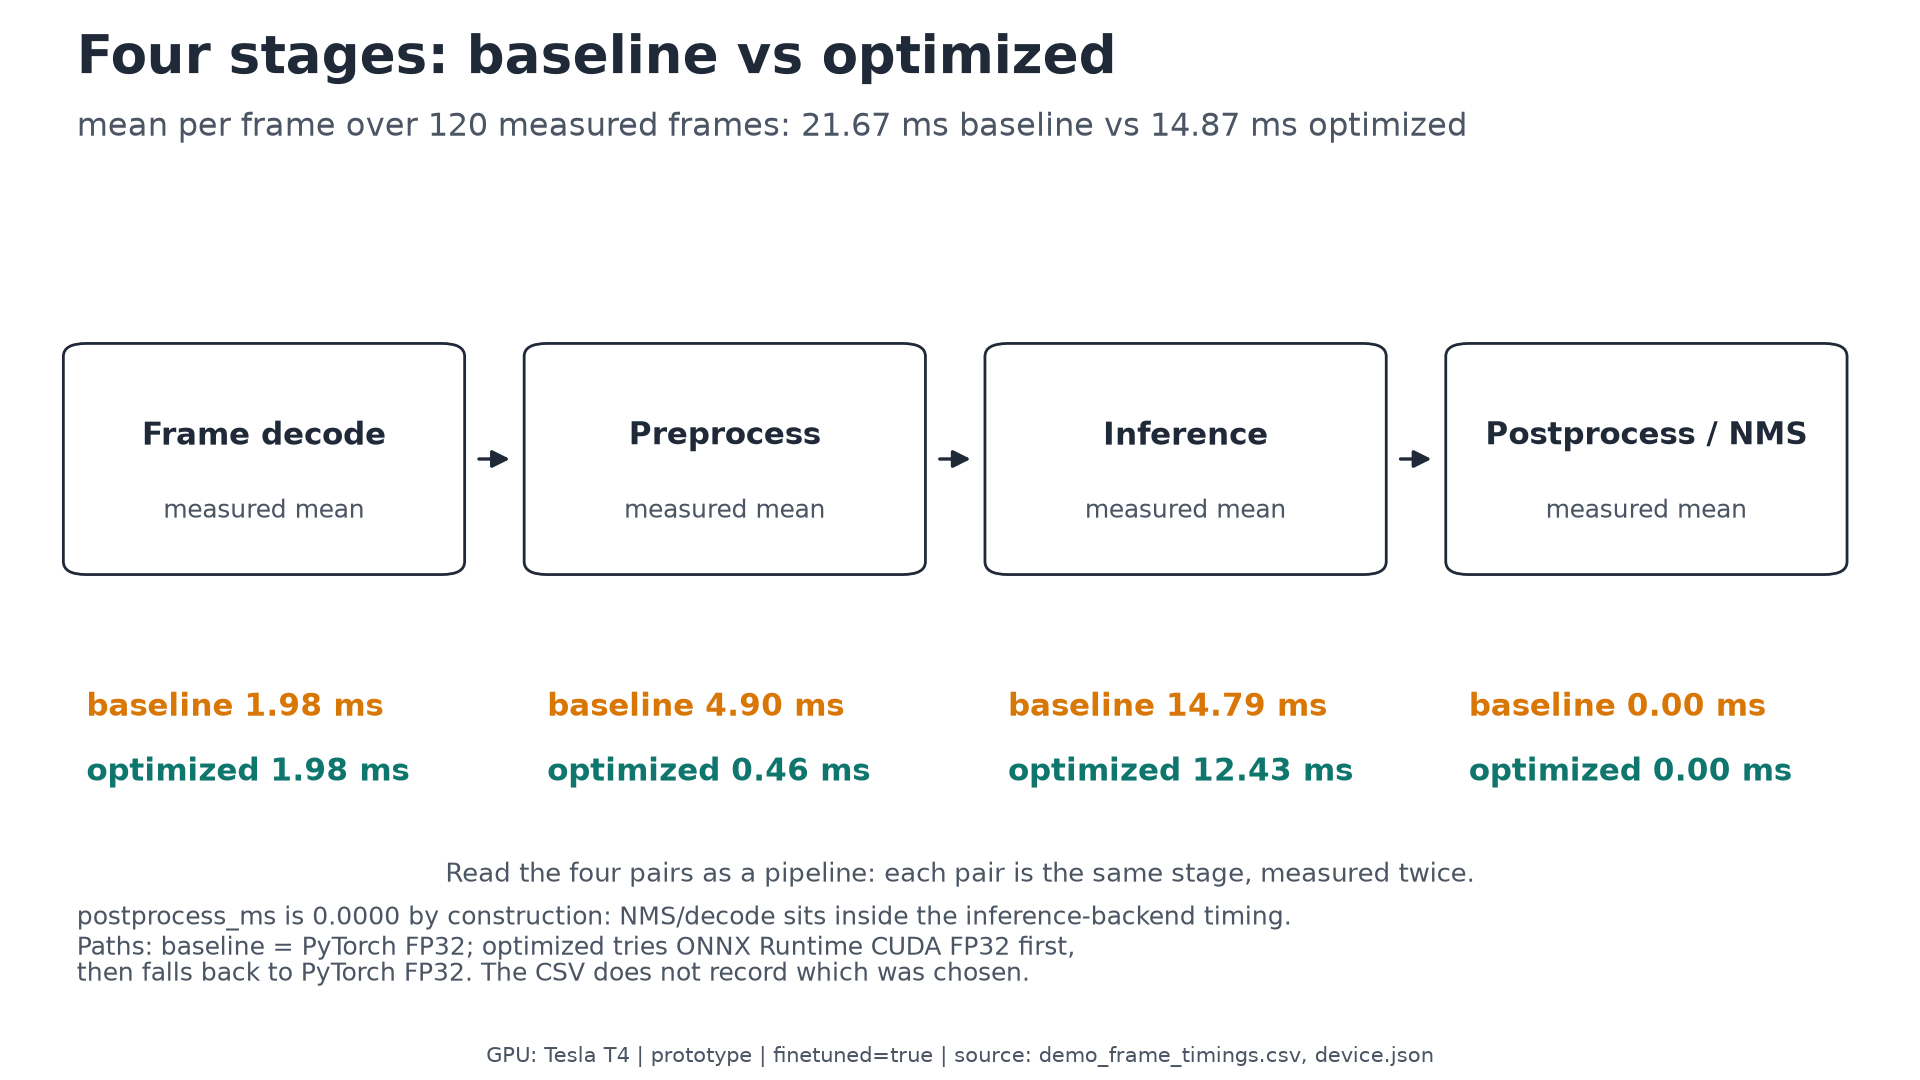 Four stages: baseline vs optimized
mean per frame over 120 measured frames: 21.67 ms baseline vs 14.87 ms optimized
Frame decode
measured mean
Preprocess
measured mean
Inference
measured mean
Postprocess / NMS
measured mean
baseline 1.98 ms
optimized 1.98 ms
baseline 4.90 ms
optimized 0.46 ms
baseline 14.79 ms
optimized 12.43 ms
baseline 0.00 ms
optimized 0.00 ms
Read the four pairs as a pipeline: each pair is the same stage, measured twice.
postprocess_ms is 0.0000 by construction: NMS/decode sits inside the inference-backend timing.
Paths: baseline = PyTorch FP32; optimized tries ONNX Runtime CUDA FP32 first,
then falls back to PyTorch FP32. The CSV does not record which was chosen.
GPU: Tesla T4 | prototype | finetuned=true | source: demo_frame_timings.csv, device.json